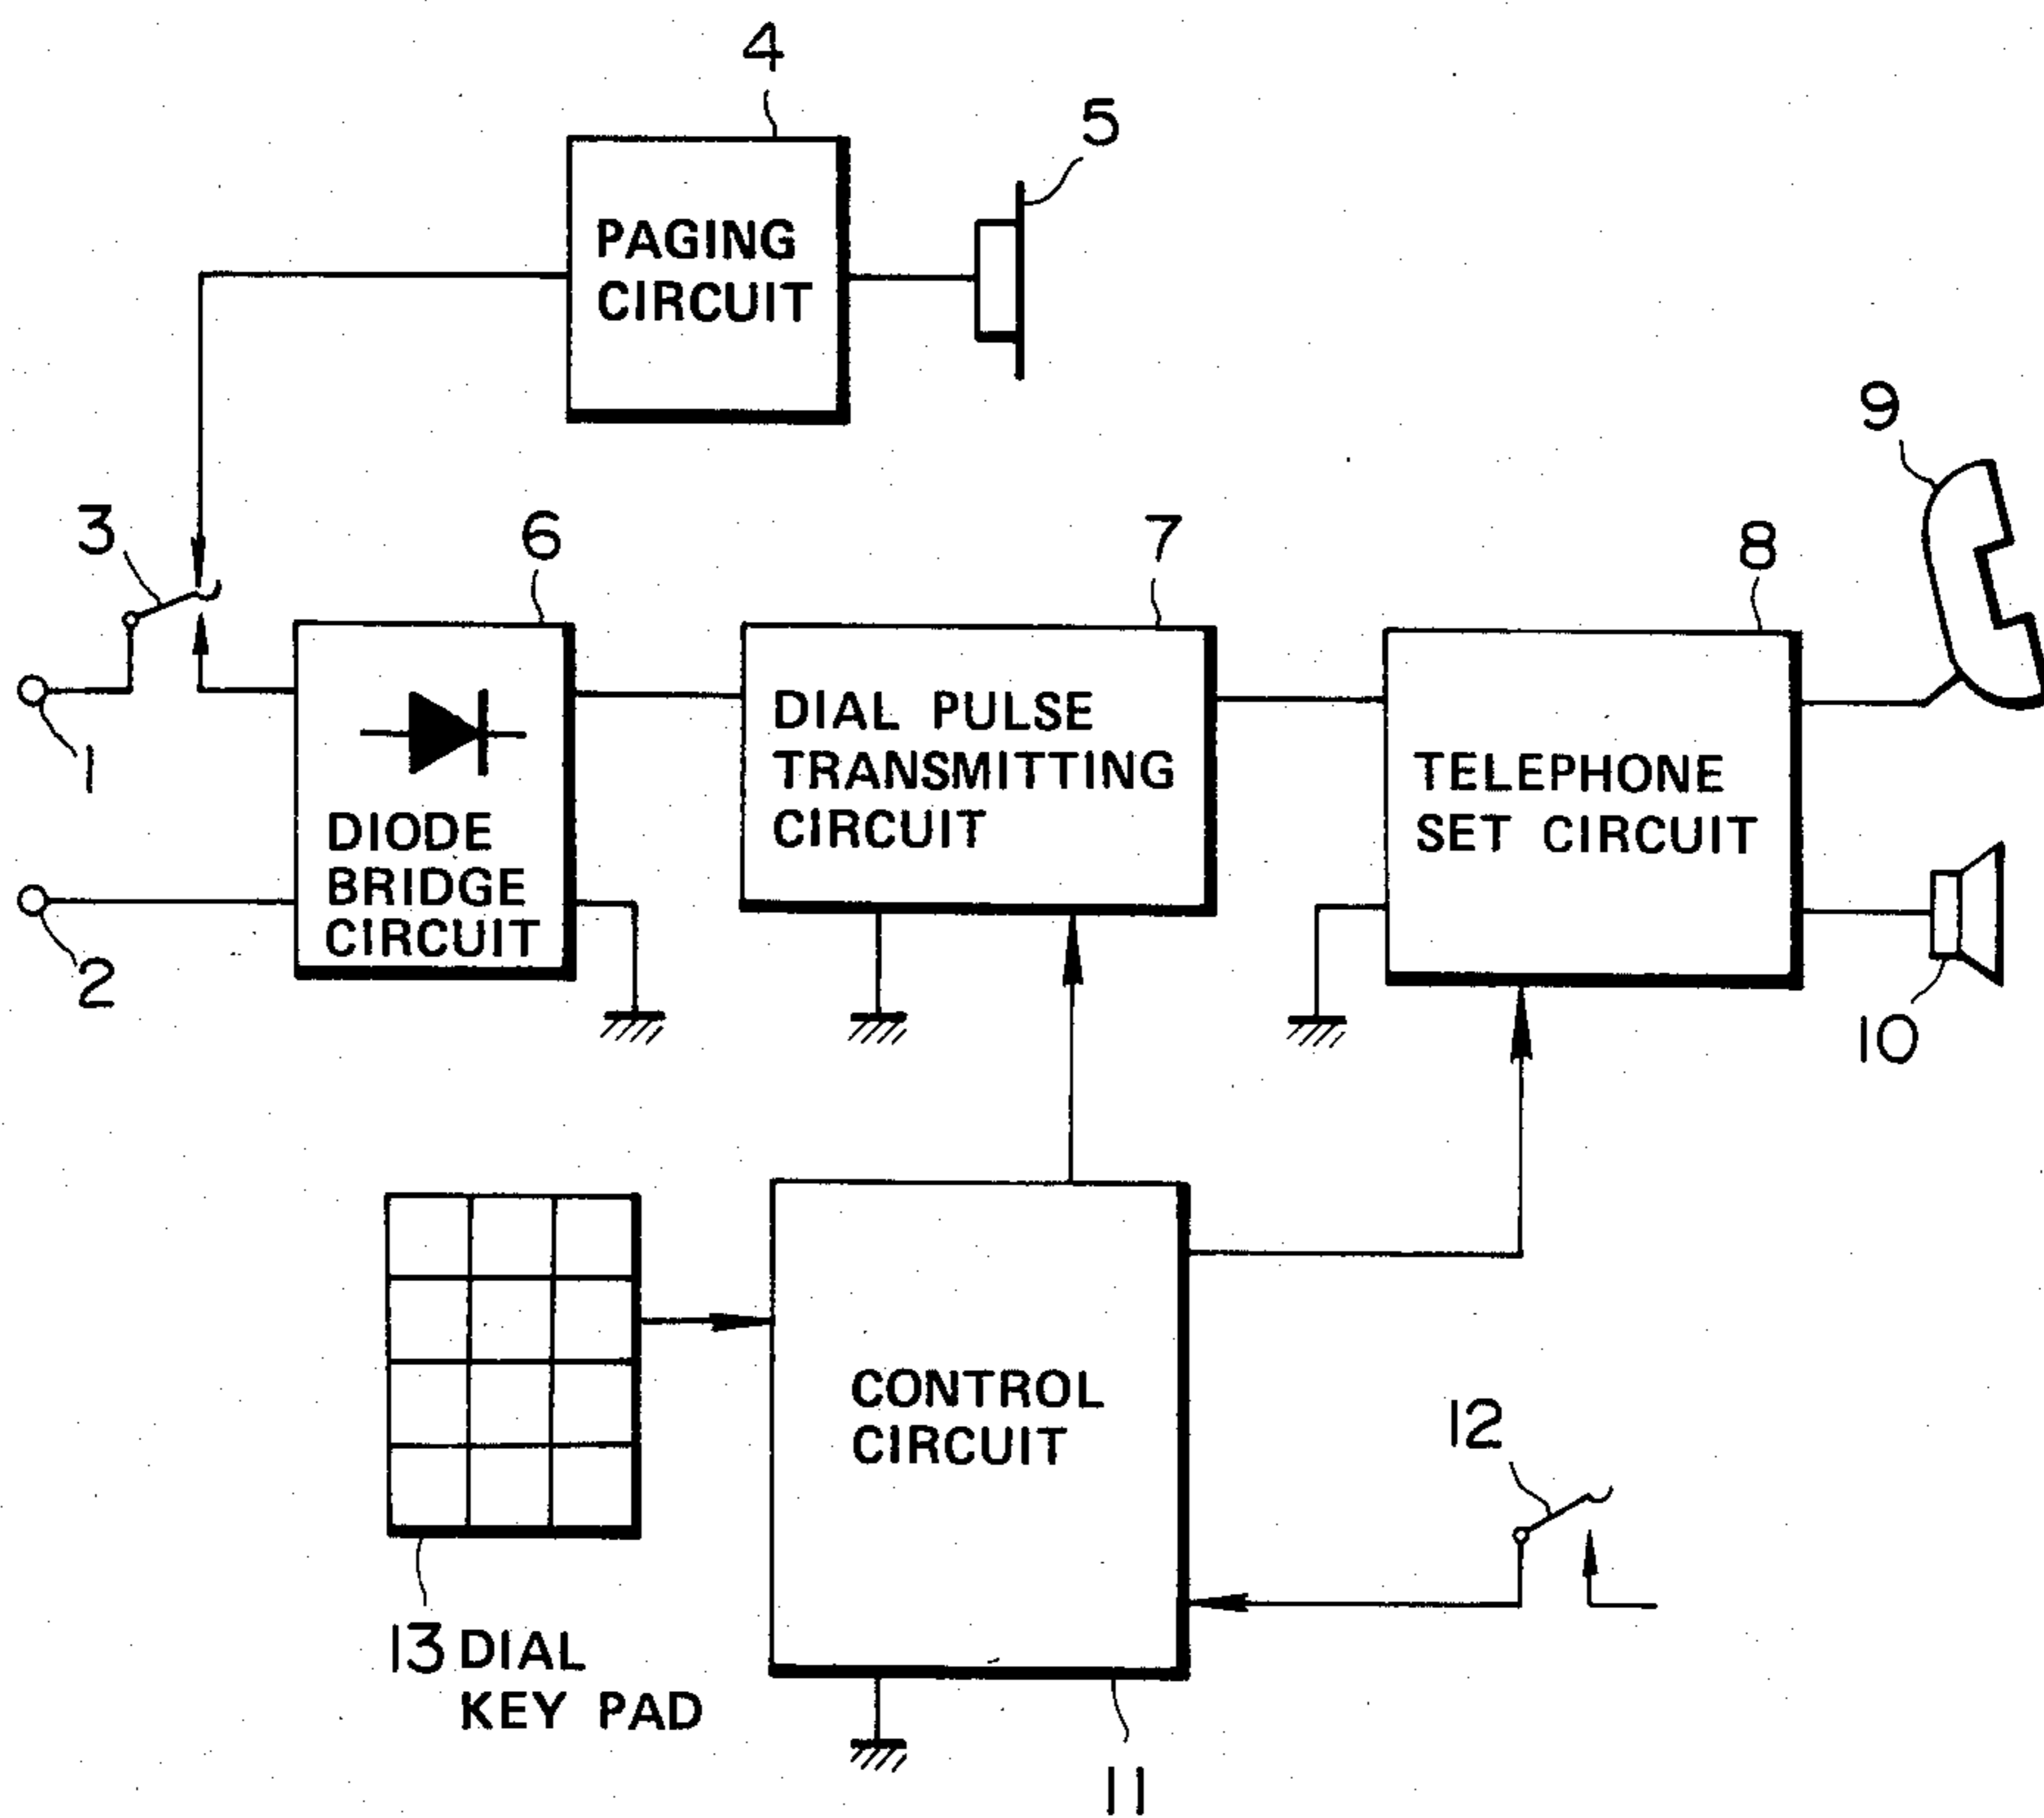 4
5
PAGING
CIRCUIT
9
3
6
7
8
1
DIODE
BRIDGE
CIRCUIT
DIAL PULSE
TRANSMITTING
CIRCUIT
TELEPHONE
SET CIRCUIT
2
10
CONTROL
CIRCUIT
12
13 DIAL
KEY PAD
11